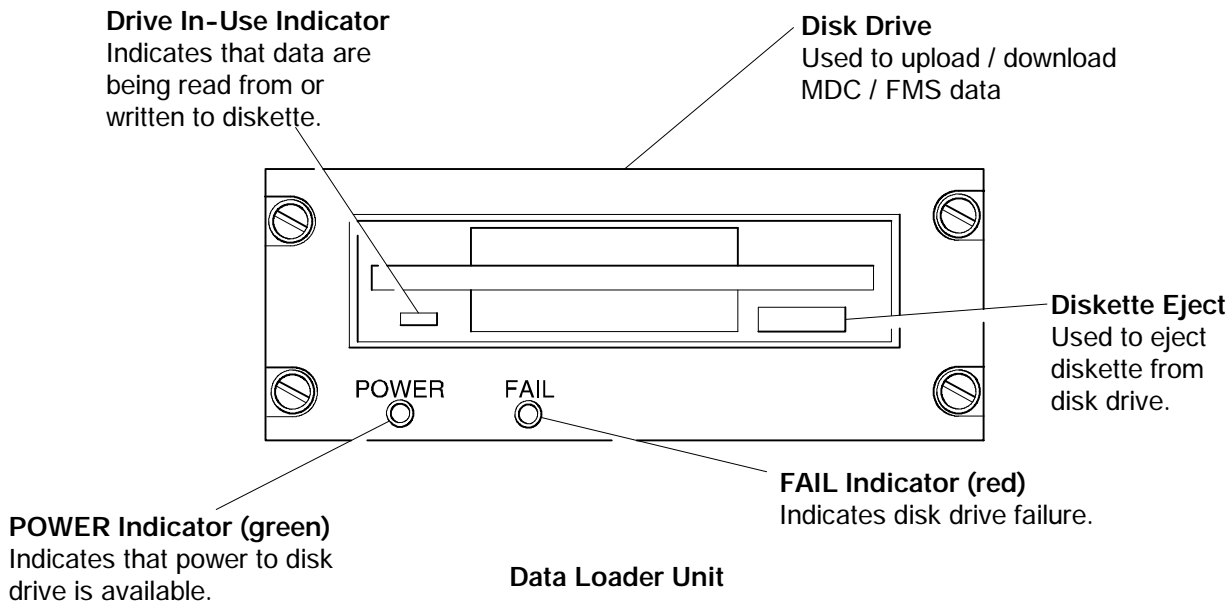 Drive In-Use Indicator
Indicates that data are
being read from or
written to diskette.
Disk Drive
Used to upload / download
MDC / FMS data
Diskette Eject
Used to eject
diskette from
disk drive.
POWER
FAIL
FAIL Indicator (red)
Indicates disk drive failure.
POWER Indicator (green)
Indicates that power to disk
drive is available.
Data Loader Unit